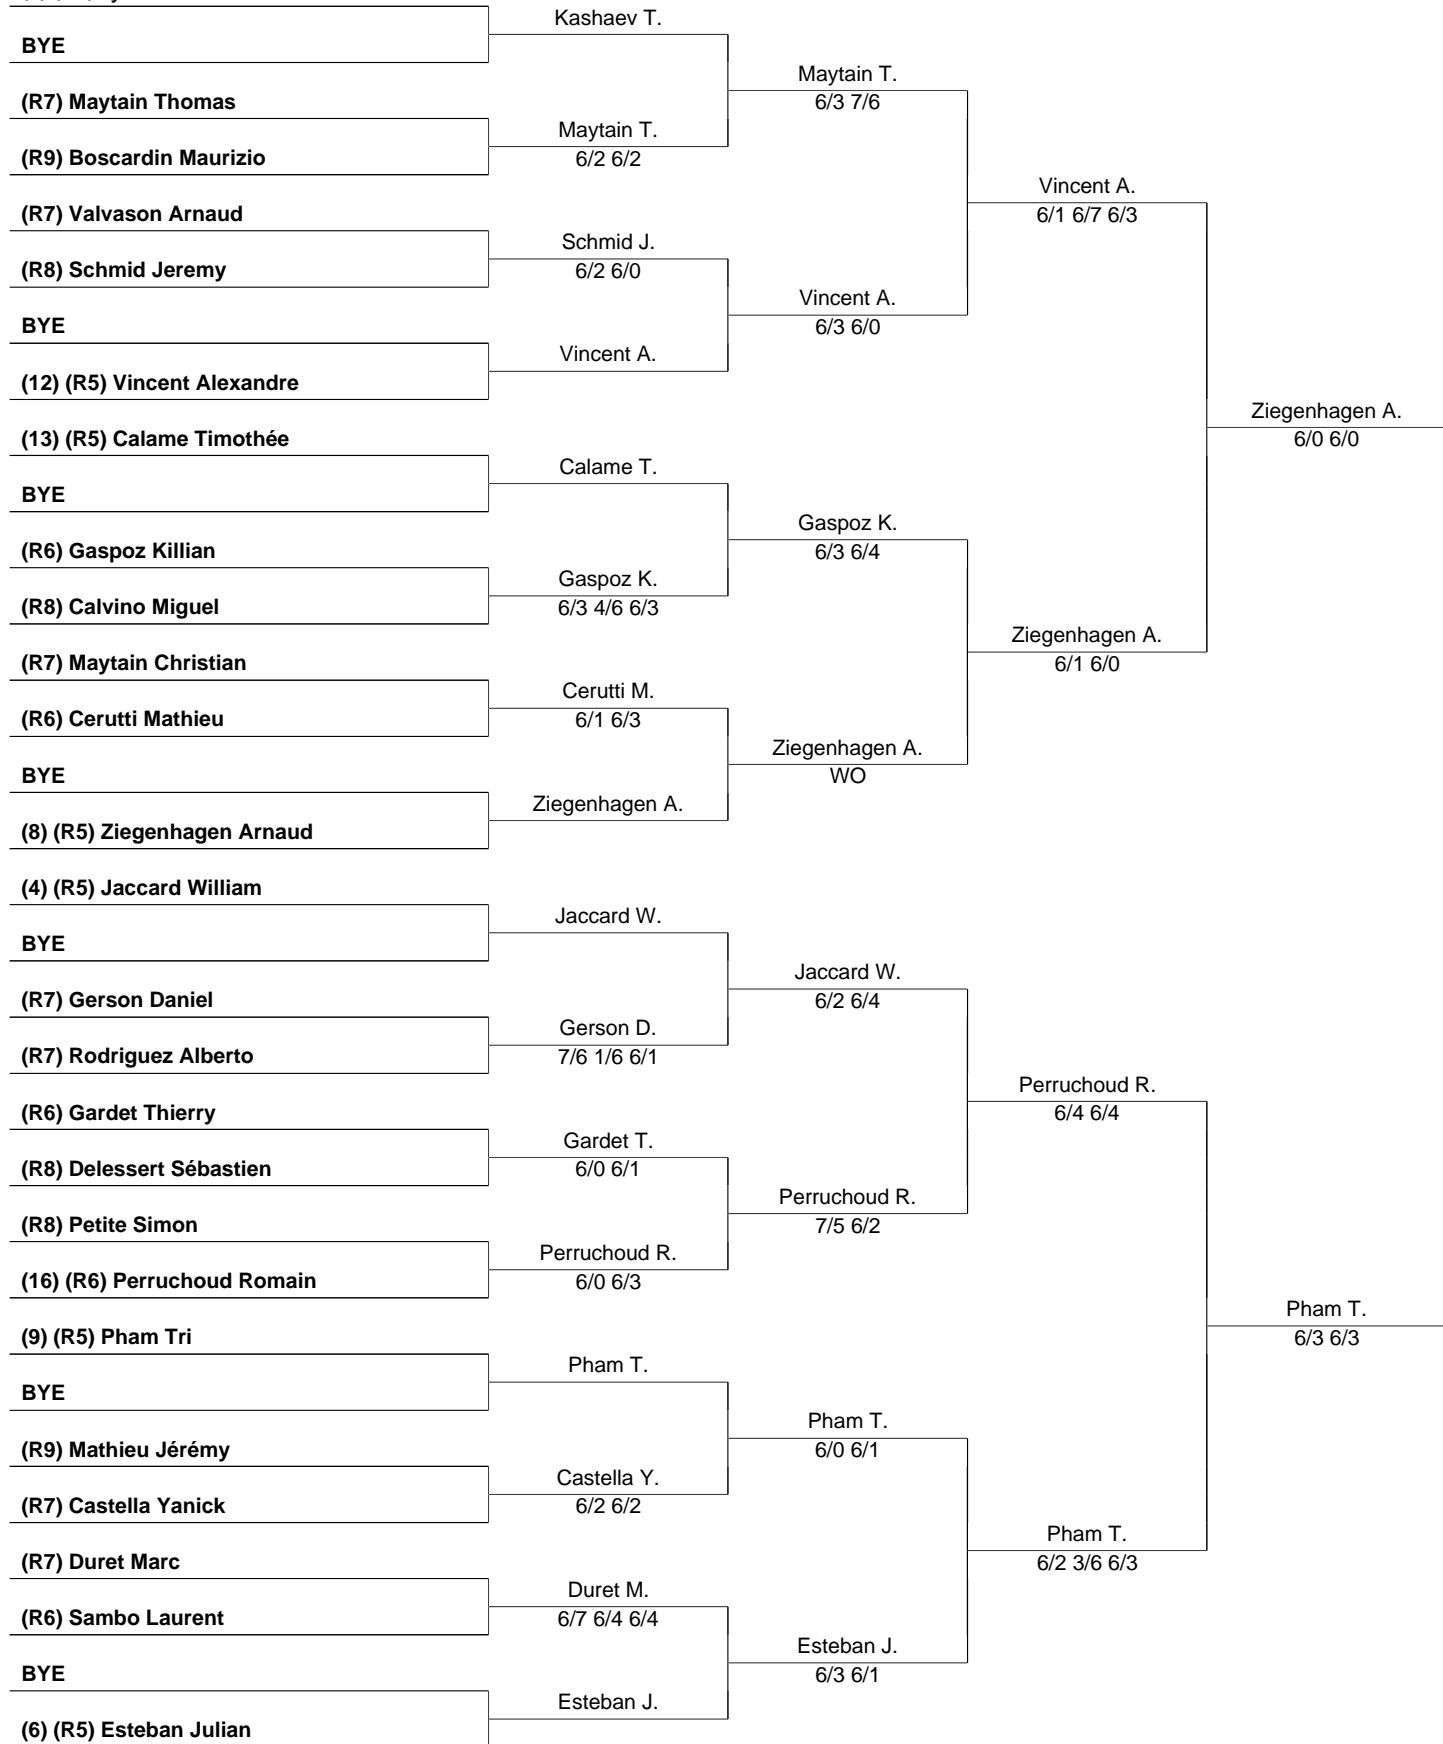 BYE
(R7) Maytain Thomas
(R9) Boscardin Maurizio
(R7) Valvason Arnaud
(R8) Schmid Jeremy
BYE
(12) (R5) Vincent Alexandre
(13) (R5) Calame Timothée
BYE
(R6) Gaspoz Killian
(R8) Calvino Miguel
(R7) Maytain Christian
(R6) Cerutti Mathieu
BYE
(8) (R5) Ziegenhagen Arnaud
(4) (R5) Jaccard William
BYE
(R7) Gerson Daniel
(R7) Rodriguez Alberto
(R6) Gardet Thierry
(R8) Delessert Sébastien
(R8) Petite Simon
(16) (R6) Perruchoud Romain
(9) (R5) Pham Tri
BYE
(R9) Mathieu Jérémy
(R7) Castella Yanick
(R7) Duret Marc
(R6) Sambo Laurent
BYE
(6) (R5) Esteban Julian
Kashaev T.
Maytain T.
6/2 6/2
Schmid J.
6/2 6/0
Vincent A.
Calame T.
Gaspoz K.
6/3 4/6 6/3
Cerutti M.
6/1 6/3
Ziegenhagen A.
Jaccard W.
Gerson D.
7/6 1/6 6/1
Gardet T.
6/0 6/1
Perruchoud R.
6/0 6/3
Pham T.
Castella Y.
6/2 6/2
Duret M.
6/7 6/4 6/4
Esteban J.
Maytain T.
6/3 7/6
Vincent A.
6/3 6/0
Gaspoz K.
6/3 6/4
Ziegenhagen A.
WO
Jaccard W.
6/2 6/4
Perruchoud R.
7/5 6/2
Pham T.
6/0 6/1
Esteban J.
6/3 6/1
Vincent A.
6/1 6/7 6/3
Ziegenhagen A.
6/1 6/0
Perruchoud R.
6/4 6/4
Pham T.
6/2 3/6 6/3
Ziegenhagen A.
6/0 6/0
Pham T.
6/3 6/3